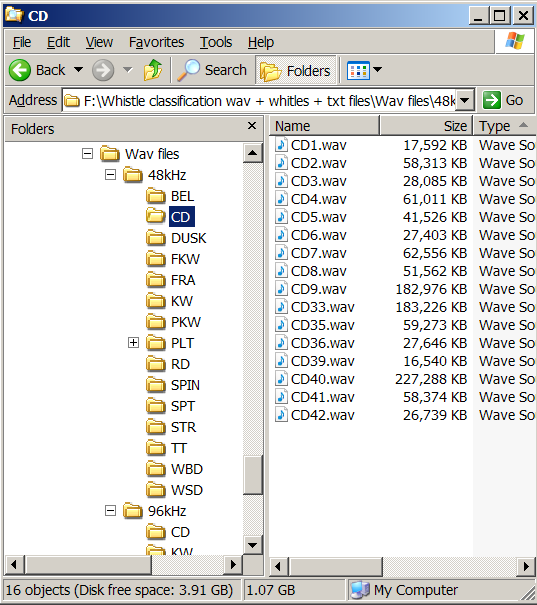 CD
File Edit View Favorites Tools Help
Back Search Folders
Address F:\Whistle classification wav + whitles + txt files\Wav files\48k Go
Folders
Wav files
48kHz
BEL
CD
DUSK
FKW
FRA
KW
PKW
PLT
RD
SPIN
SPT
STR
TT
WBD
WSD
96kHz
CD
KW
Name Size Type
CD1.wav 17,592 KB Wave So
CD2.wav 58,313 KB Wave So
CD3.wav 28,085 KB Wave So
CD4.wav 61,011 KB Wave So
CD5.wav 41,526 KB Wave So
CD6.wav 27,403 KB Wave So
CD7.wav 62,556 KB Wave So
CD8.wav 51,562 KB Wave So
CD9.wav 182,976 KB Wave So
CD33.wav 183,226 KB Wave So
CD35.wav 59,273 KB Wave So
CD36.wav 27,646 KB Wave So
CD39.wav 16,540 KB Wave So
CD40.wav 227,288 KB Wave So
CD41.wav 58,374 KB Wave So
CD42.wav 26,739 KB Wave So
16 objects (Disk free space: 3.91 GB) 1.07 GB My Computer